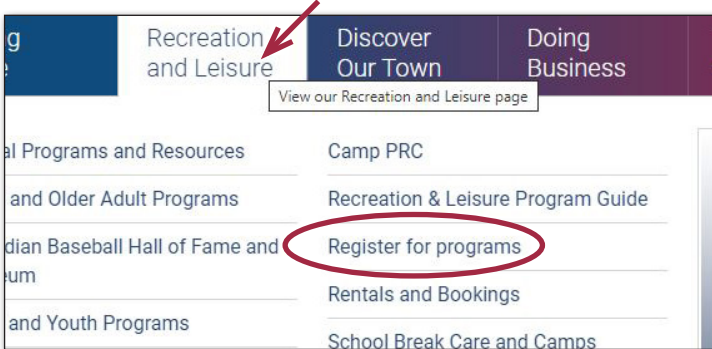 g Recreation Discover Doing
and Leisure Our Town Business
View our Recreation and Leisure page
al Programs and Resources
and Older Adult Programs
dian Baseball Hall of Fame and
um
and Youth Programs
Camp PRC
Recreation & Leisure Program Guide
Register for programs
Rentals and Bookings
School Break Care and Camps